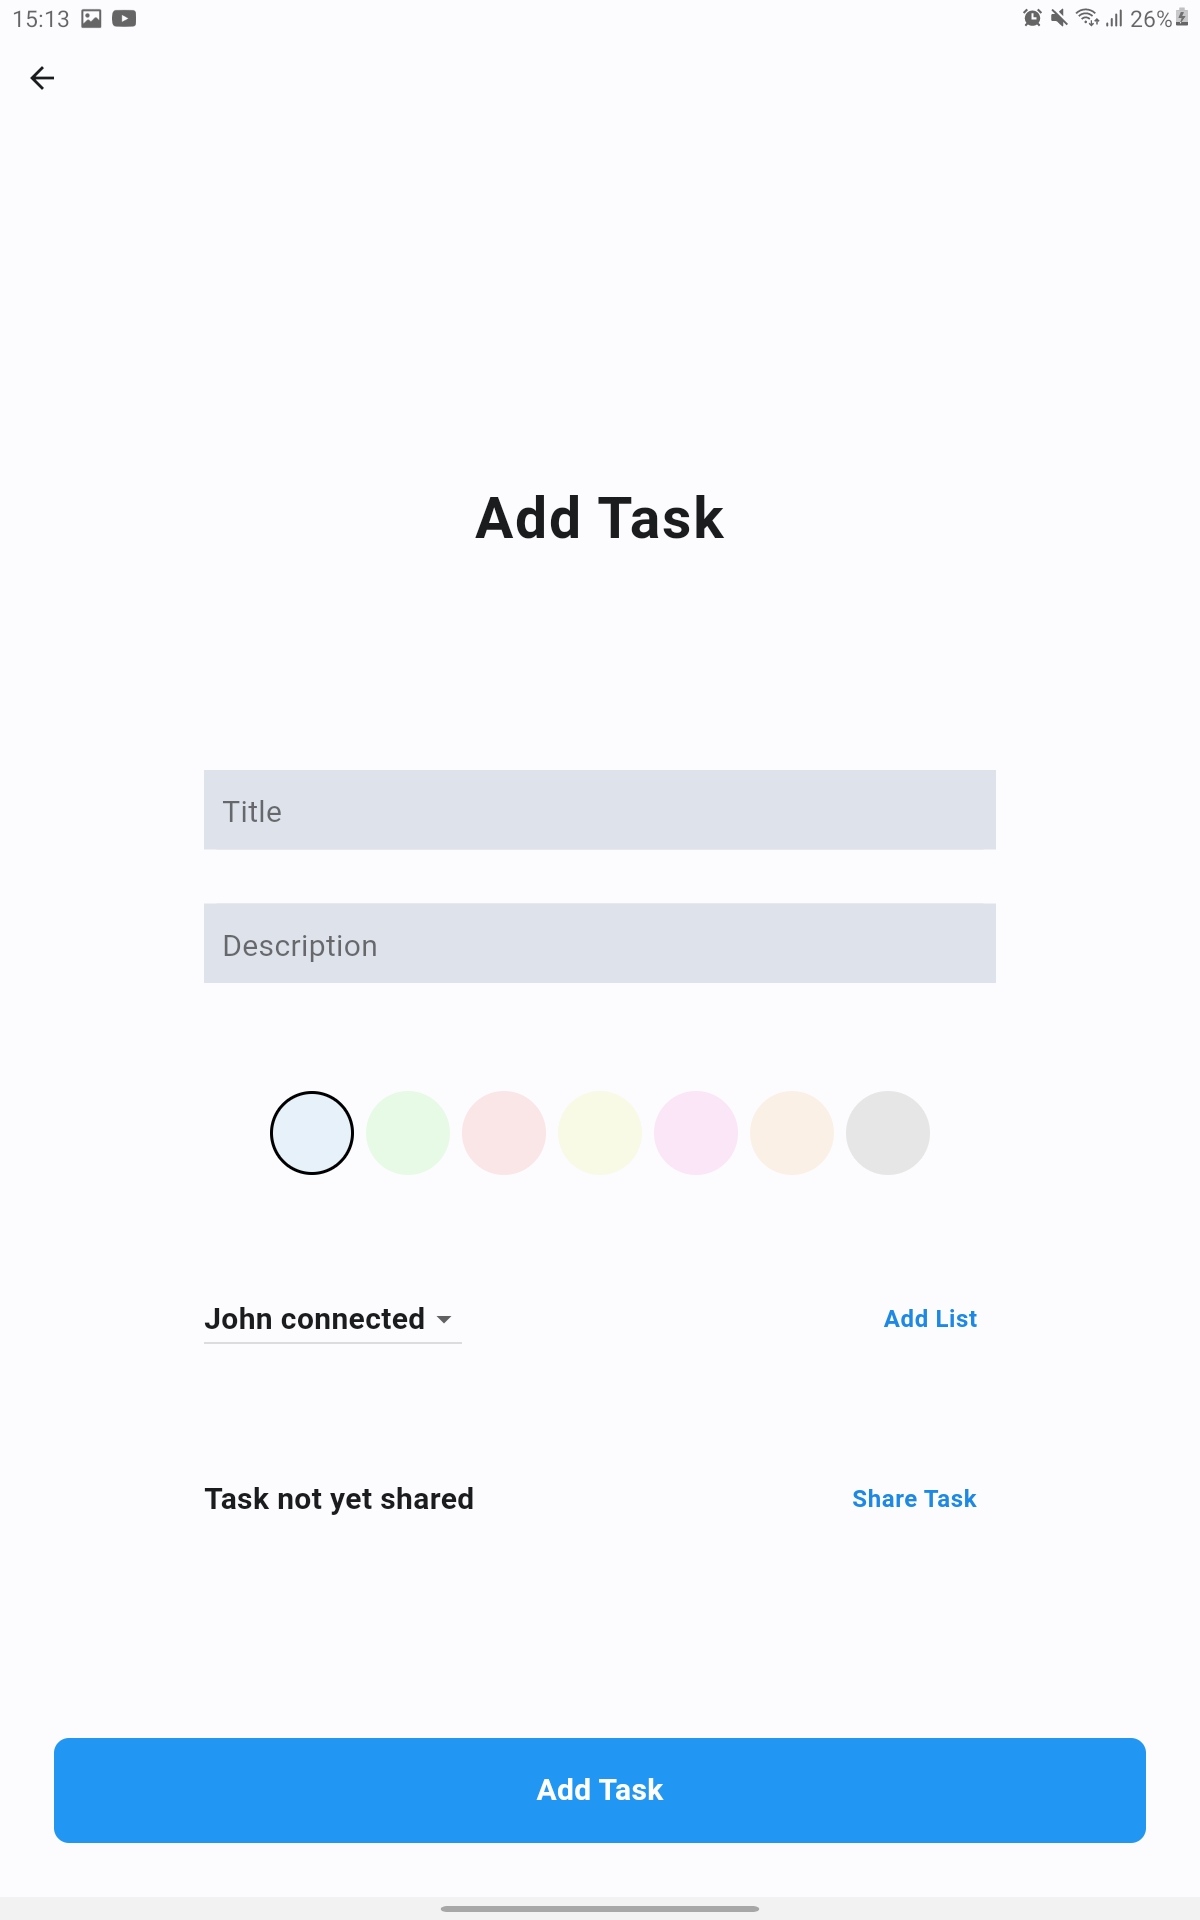 15:13
26%
Add Task
Title
Description
John connected
Add List
Task not yet shared
Share Task
Add Task